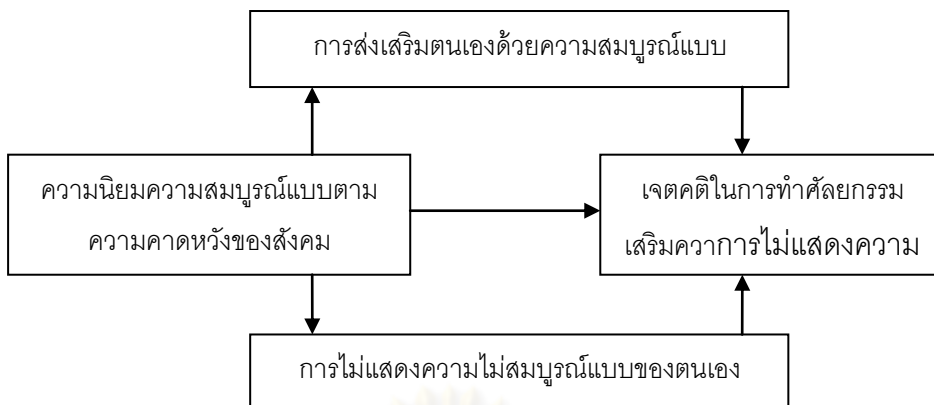 การส่งเสริมตนเองด้วยความสมบูรณ์แบบ
ความนิยมความสมบูรณ์แบบตาม
ความคาดหวังของสังคม
เจตคติในการทำศัลยกรรม
เสริมควาการไม่แสดงความ
การไม่แสดงความไม่สมบูรณ์แบบของตนเอง